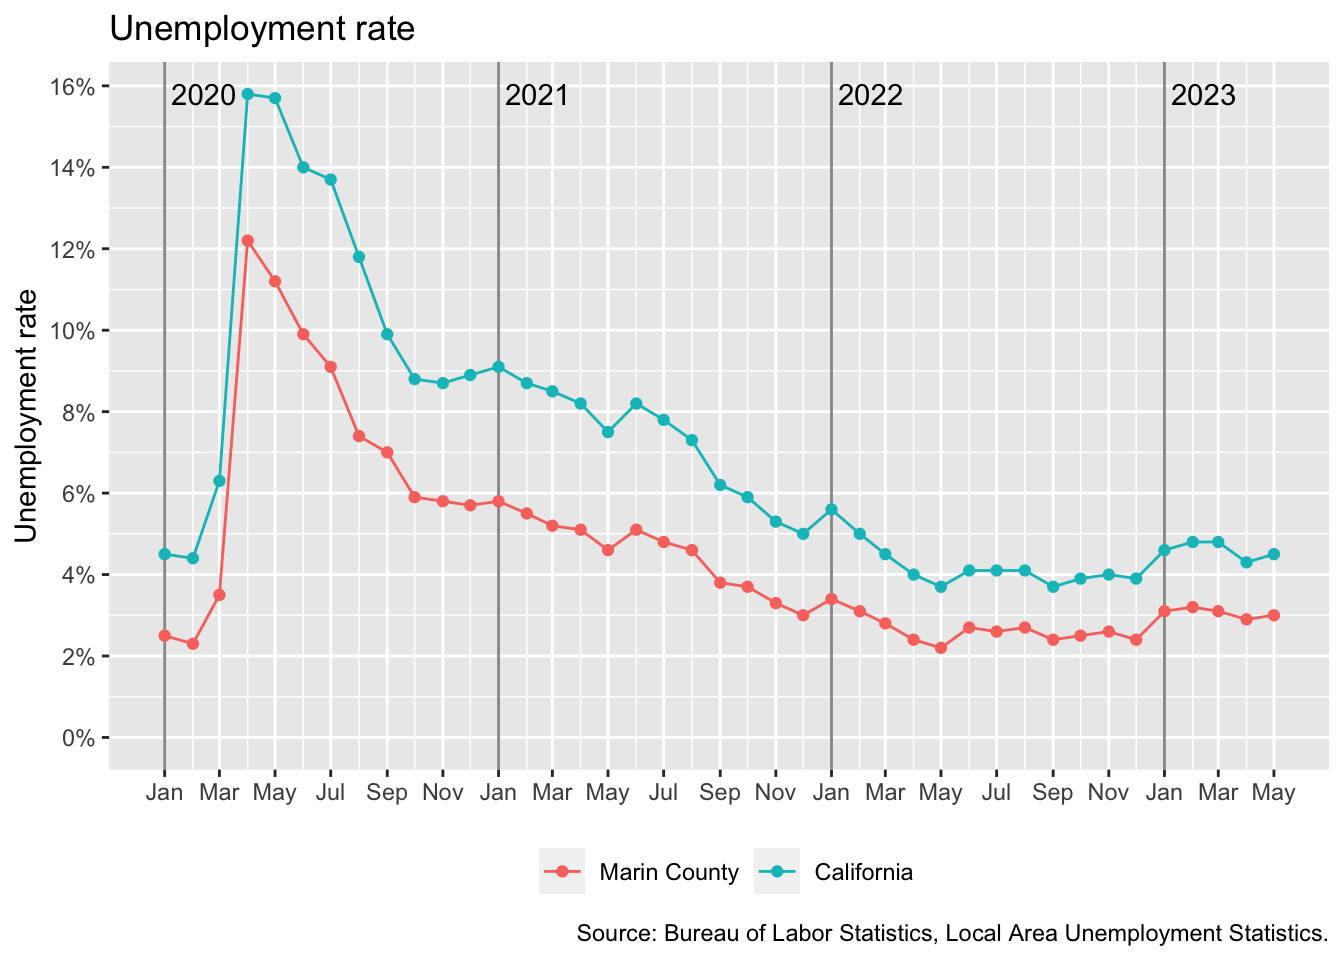 Unemployment rate
2020 2021 2022 2023
16%
14%
12%
10%
8%
6%
4%
2%
0%
Unemployment rate
Jan Mar May Jul Sep Nov Jan Mar May Jul Sep Nov Jan Mar May Jul Sep Nov Jan Mar May
Marin County California
Source: Bureau of Labor Statistics, Local Area Unemployment Statistics.